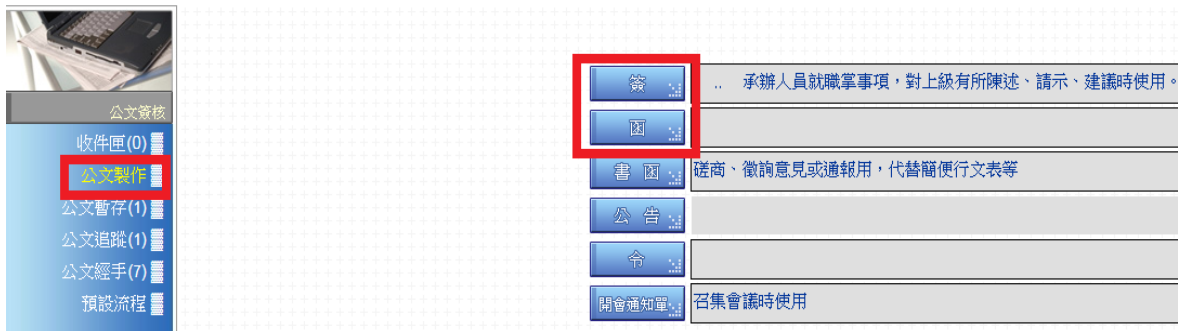 公文簽核
收件匣(0)
公文製作
公文暫存(1)
公文追蹤(1)
公文經手(7)
預設流程
簽 .. 承辦人員就職掌事項，對上級有所陳述、請示、建議時使用。
函
書函 磋商、徵詢意見或通報用，代替簡便行文表等
公告
令
開會通知單 召集會議時使用